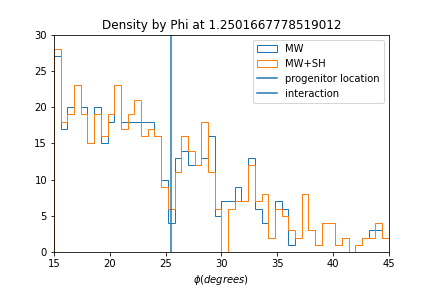 Density by Phi at 1.2501667778519012
30
25
20
15
10
5
0
MW
MW+SH
progenitor location
interaction
15 20 25 30 35 40 45
ϕ(degrees)